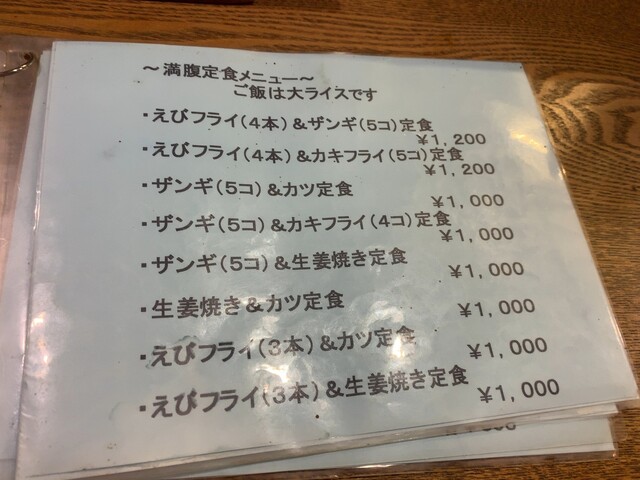 ～満腹定食メニュー～
ご飯は大ライスです
・えびフライ(4本)&ザンギ(5コ)定食
¥1,200
・えびフライ(4本)&カキフライ(5コ)定食
¥1,200
・ザンギ(5コ)&カツ定食
¥1,000
・ザンギ(5コ)&カキフライ(4コ)定食
¥1,000
・ザンギ(5コ)&生姜焼き定食
¥1,000
・生姜焼き&カツ定食
¥1,000
・えびフライ(3本)&カツ定食
¥1,000
・えびフライ(3本)&生姜焼き定食
¥1,000